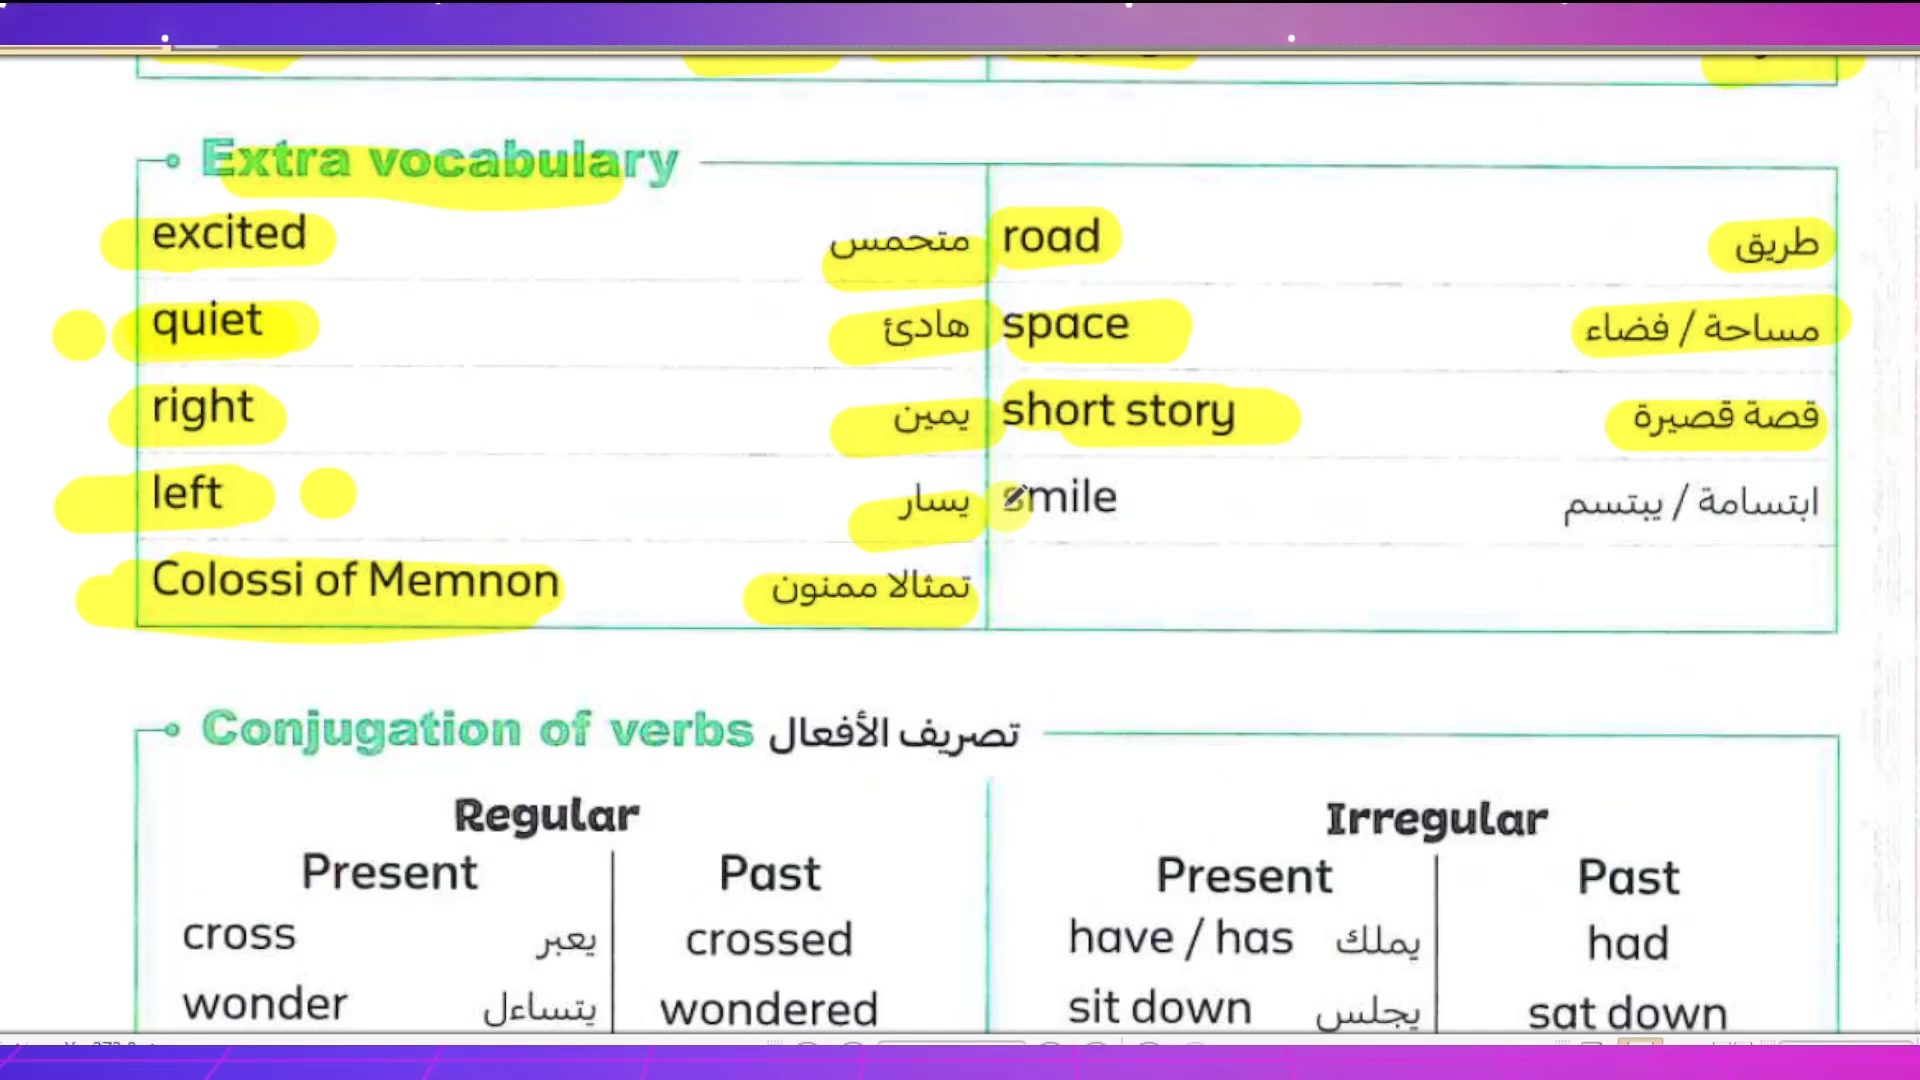 Extra vocabulary
excited متحمس road طريق
quiet هادئ space مساحة / فضاء
right يمين short story قصة قصيرة
left يسار smile ابتسامة / يبتسم
Colossi of Memnon تمثالا ممنون
Conjugation of verbs تصريف الأفعال
Regular Irregular
Present Past Present Past
cross يعبر crossed have / has يملك had
wonder يتساءل wondered sit down يجلس sat down